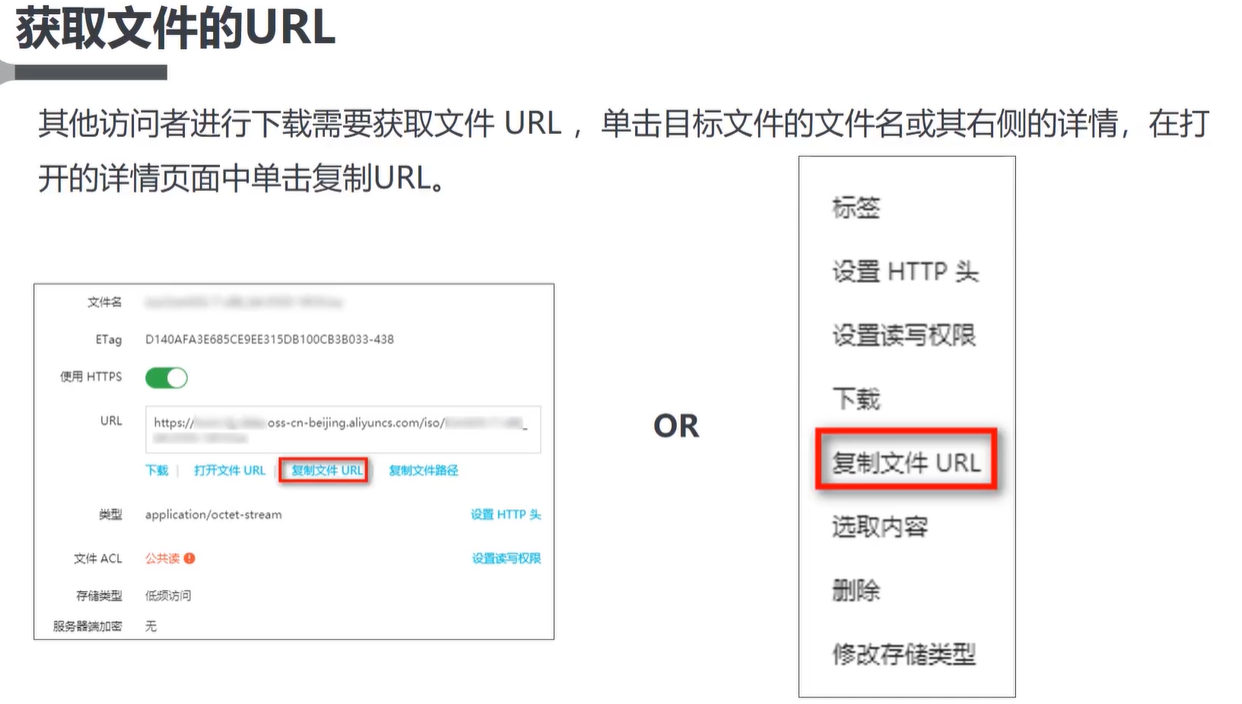 获取文件的URL
其他访问者进行下载需要获取文件 URL ，单击目标文件的文件名或其右侧的详情，在打
开的详情页面中单击复制URL。
文件名
ETag D140AFA3E685CE9EE315DB100CB3B033-438
使用 HTTPS
URL https:// oss-cn-beijing.aliyuncs.com/iso/ _
下载 | 打开文件 URL | 复制文件 URL | 复制文件路径
类型 application/octet-stream 设置 HTTP 头
文件 ACL 公共读 设置读写权限
存储类型 低频访问
服务器端加密 无
OR
标签
设置 HTTP 头
设置读写权限
下载
复制文件 URL
选取内容
删除
修改存储类型